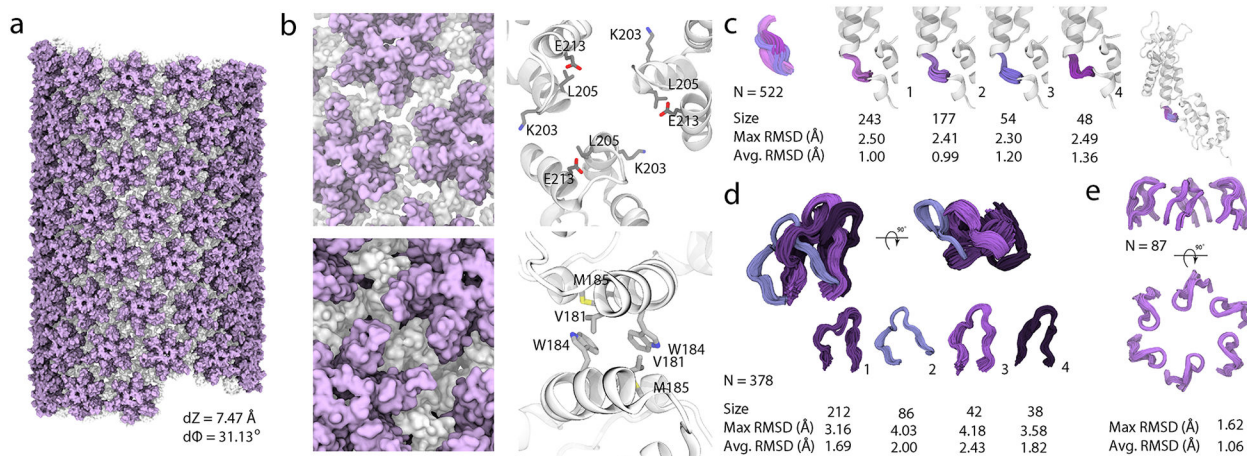 a
dZ = 7.47 Å
dΦ = 31.13°
b
E213
K203
L205
L205
E213
K203
L205
K203
E213
M185
V181
W184
W184
V181
M185
c
N = 522
1 2 3 4
Size 243 177 54 48
Max RMSD (Å) 2.50 2.41 2.30 2.49
Avg. RMSD (Å) 1.00 0.99 1.20 1.36
d
90°
1 2 3 4
N = 378
Size 212 86 42 38
Max RMSD (Å) 3.16 4.03 4.18 3.58
Avg. RMSD (Å) 1.69 2.00 2.43 1.82
e
N = 87
90°
Max RMSD (Å) 1.62
Avg. RMSD (Å) 1.06